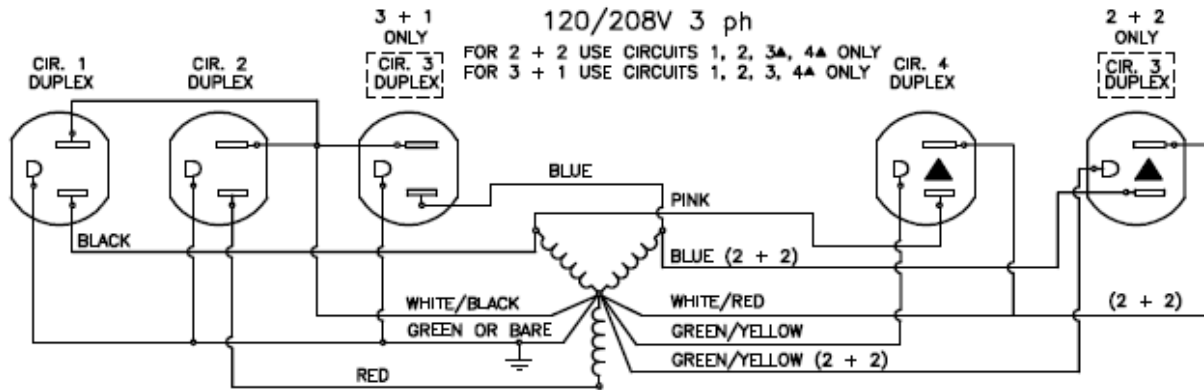 120/208V 3 ph
FOR 2 + 2 USE CIRCUITS 1, 2, 3▲, 4▲ ONLY
FOR 3 + 1 USE CIRCUITS 1, 2, 3, 4▲ ONLY
CIR. 1
DUPLEX
CIR. 2
DUPLEX
3 + 1
ONLY
CIR. 3
DUPLEX
CIR. 4
DUPLEX
2 + 2
ONLY
CIR. 3
DUPLEX
BLUE
PINK
BLACK
BLUE (2 + 2)
WHITE/BLACK
WHITE/RED
(2 + 2)
GREEN OR BARE
GREEN/YELLOW
GREEN/YELLOW (2 + 2)
RED